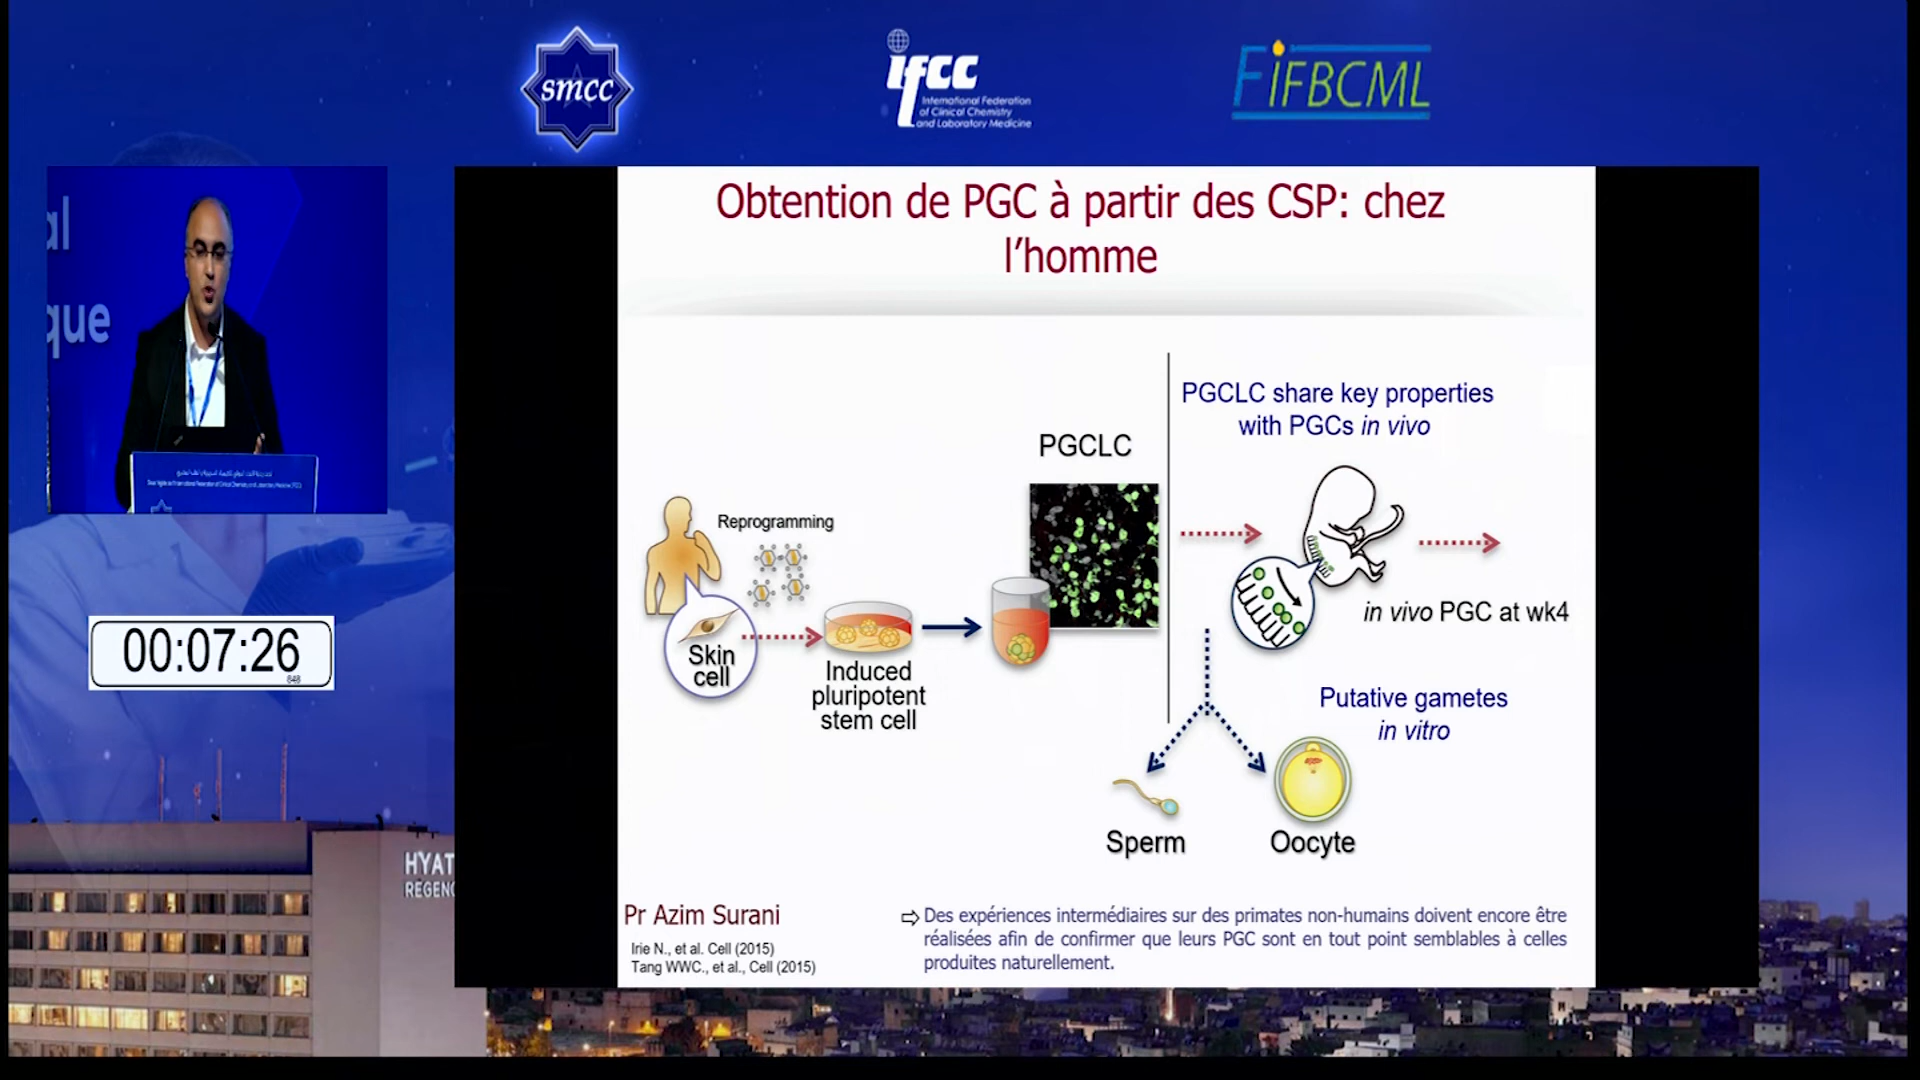 smcc
ifcc
International Federation
of Clinical Chemistry
and Laboratory Medicine
FIFBCML
al
que
00:07:26
HYAT
REGENC
Obtention de PGC à partir des CSP: chez
l'homme
PGCLC share key properties
with PGCs in vivo
PGCLC
Reprogramming
Skin
cell
Induced
pluripotent
stem cell
in vivo PGC at wk4
Putative gametes
in vitro
Sperm
Oocyte
Pr Azim Surani
Irie N., et al. Cell (2015)
Tang WWC., et al., Cell (2015)
⇨ Des expériences intermédiaires sur des primates non-humains doivent encore être
réalisées afin de confirmer que leurs PGC sont en tout point semblables à celles
produites naturellement.